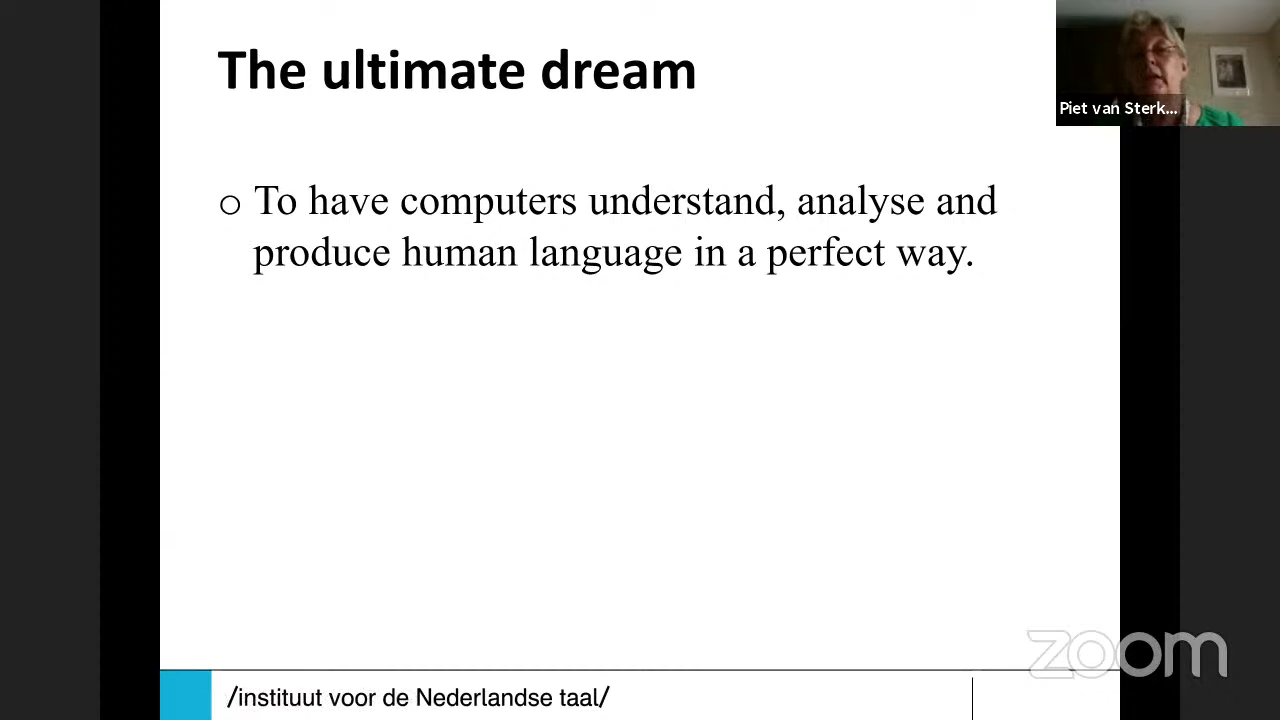 The ultimate dream
Piet van Sterk...
o To have computers understand, analyse and
produce human language in a perfect way.
zoom
/instituut voor de Nederlandse taal/